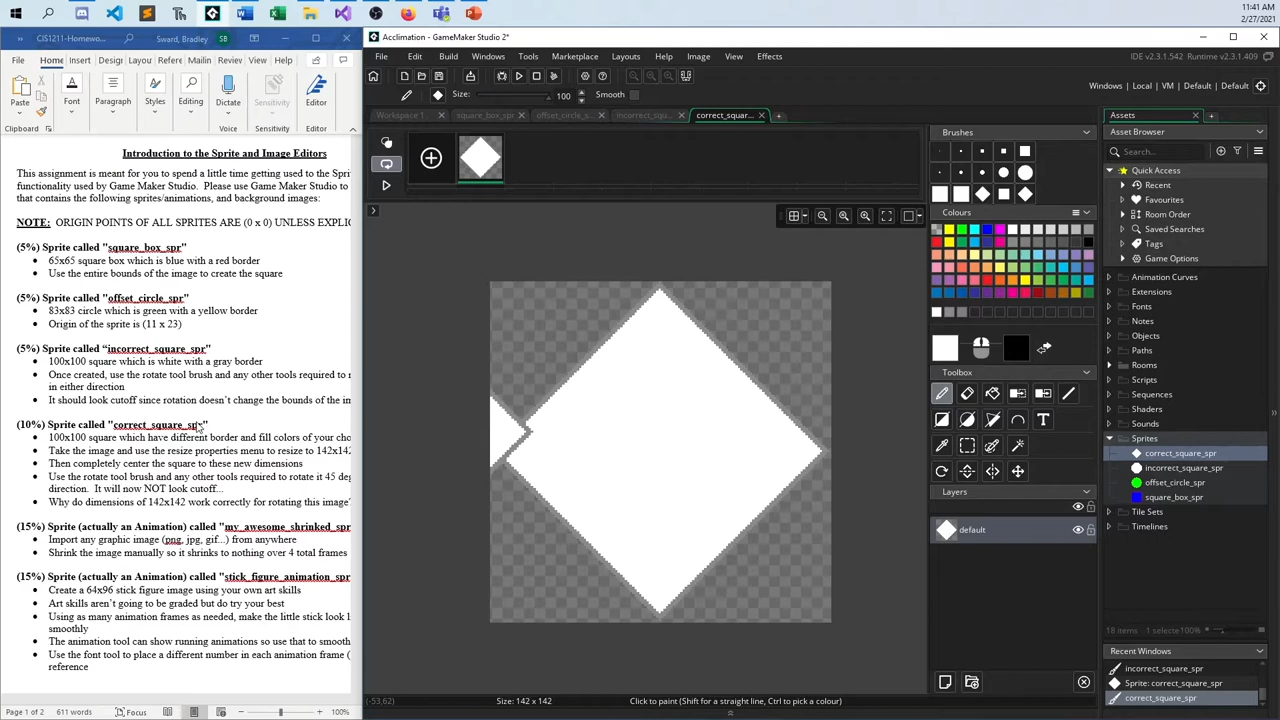 11:41 AM
2/27/2021
CIS1211-Homew...
Sward, Bradley
SB
Acclimation - GameMaker Studio 2*
File
Home
Insert
Design
Layou
Refere
Mailin
Review
View
Help
File
Edit
Build
Windows
Tools
Marketplace
Layouts
Help
Image
View
Effects
IDE v2.3.1.542 Runtime v2.3.1.409
Windows | Local | VM | Default | Default
Paste
Font
Paragraph
Styles
Editing
Dictate
Sensitivity
Editor
Clipboard
Font
Paragraph
Styles
Voice
Sensitivity
Editor
Size:
100
Smooth
Workspace 1
square_box_spr
offset_circle_s...
incorrect_squ...
correct_squar...
Introduction to the Sprite and Image Editors
This assignment is meant for you to spend a little time getting used to the Spri
functionality used by Game Maker Studio. Please use Game Maker Studio to
that contains the following sprites/animations, and background images:
NOTE: ORIGIN POINTS OF ALL SPRITES ARE (0 x 0) UNLESS EXPLIC
(5%) Sprite called "square_box_spr"
65x65 square box which is blue with a red border
Use the entire bounds of the image to create the square
(5%) Sprite called "offset_circle_spr"
83x83 circle which is green with a yellow border
Origin of the sprite is (11 x 23)
(5%) Sprite called "incorrect_square_spr"
100x100 square which is white with a gray border
Once created, use the rotate tool brush and any other tools required to r
in either direction
It should look cutoff since rotation doesn't change the bounds of the im
(10%) Sprite called "correct_square_spr"
100x100 square which have different border and fill colors of your cho
Take the image and use the resize properties menu to resize to 142x142
Then completely center the square to these new dimensions
Use the rotate tool brush and any other tools required to rotate it 45 deg
direction. It will now NOT look cutoff...
Why do dimensions of 142x142 work correctly for rotating this image?
(15%) Sprite (actually an Animation) called "my_awesome_shrinked_spr
Import any graphic image (png, jpg, gif...) from anywhere
Shrink the image manually so it shrinks to nothing over 4 total frames
(15%) Sprite (actually an Animation) called "stick_figure_animation_spr
Create a 64x96 stick figure image using your own art skills
Art skills aren't going to be graded but do try your best
Using as many animation frames as needed, make the little stick look l
smoothly
The animation tool can show running animations so use that to smooth
Use the font tool to place a different number in each animation frame (
reference
Page 1 of 2
611 words
Focus
100%
(-53,62)
Size: 142 x 142
Click to paint (Shift for a straight line, Ctrl to pick a colour)
Brushes
Colours
Toolbox
Layers
default
Assets
Asset Browser
Search...
Quick Access
Recent
Favourites
Room Order
Saved Searches
Tags
Game Options
Animation Curves
Extensions
Fonts
Notes
Objects
Paths
Rooms
Scripts
Sequences
Shaders
Sounds
Sprites
correct_square_spr
incorrect_square_spr
offset_circle_spr
square_box_spr
Tile Sets
Timelines
18 items
1 selecte
100%
Recent Windows
incorrect_square_spr
Sprite: correct_square_spr
correct_square_spr